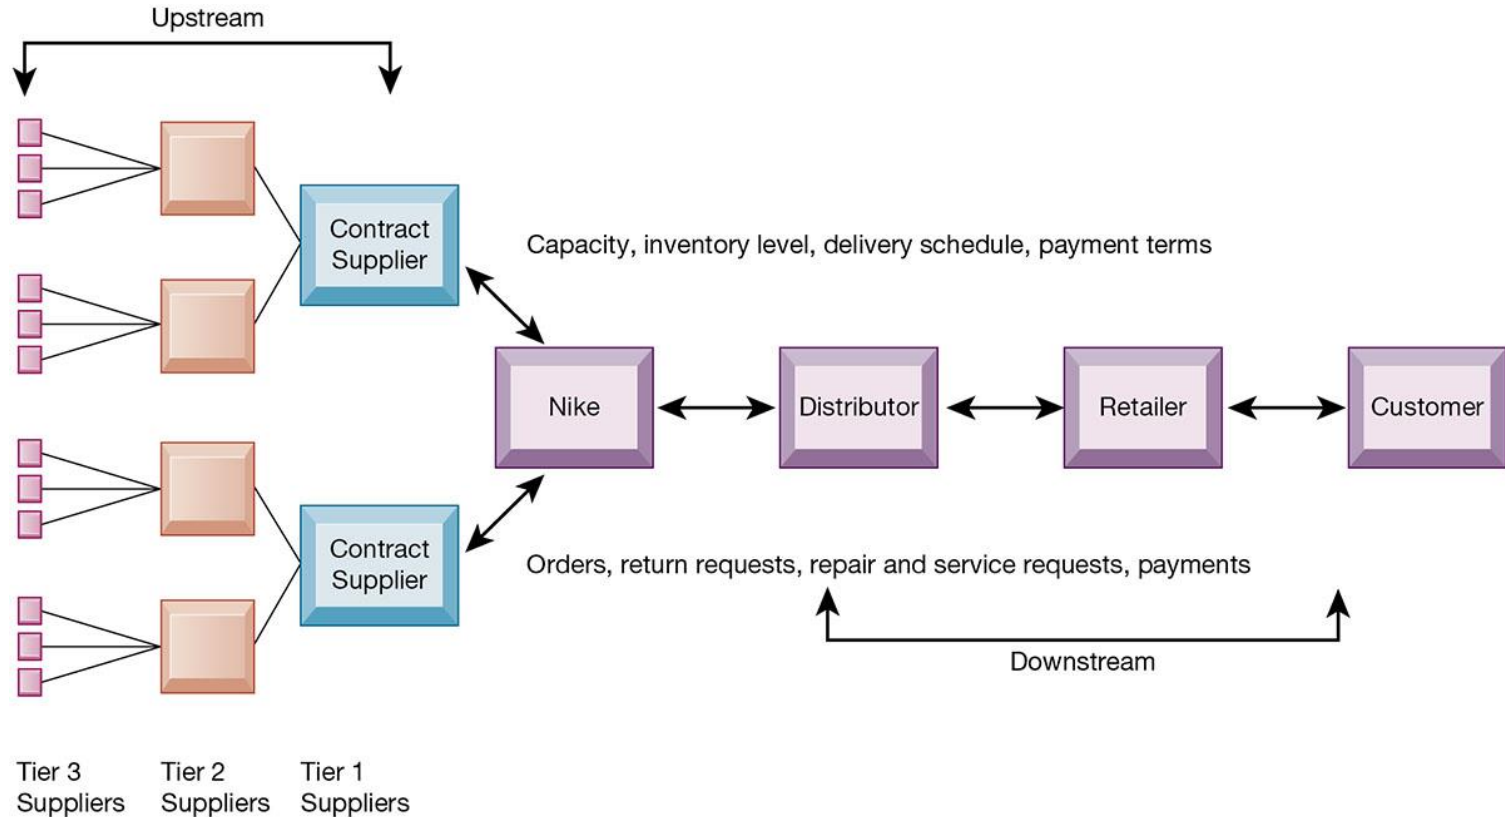 Upstream
Contract
Supplier
Capacity, inventory level, delivery schedule, payment terms
Nike
Distributor
Retailer
Customer
Contract
Supplier
Orders, return requests, repair and service requests, payments
Downstream
Tier 3
Suppliers
Tier 2
Suppliers
Tier 1
Suppliers